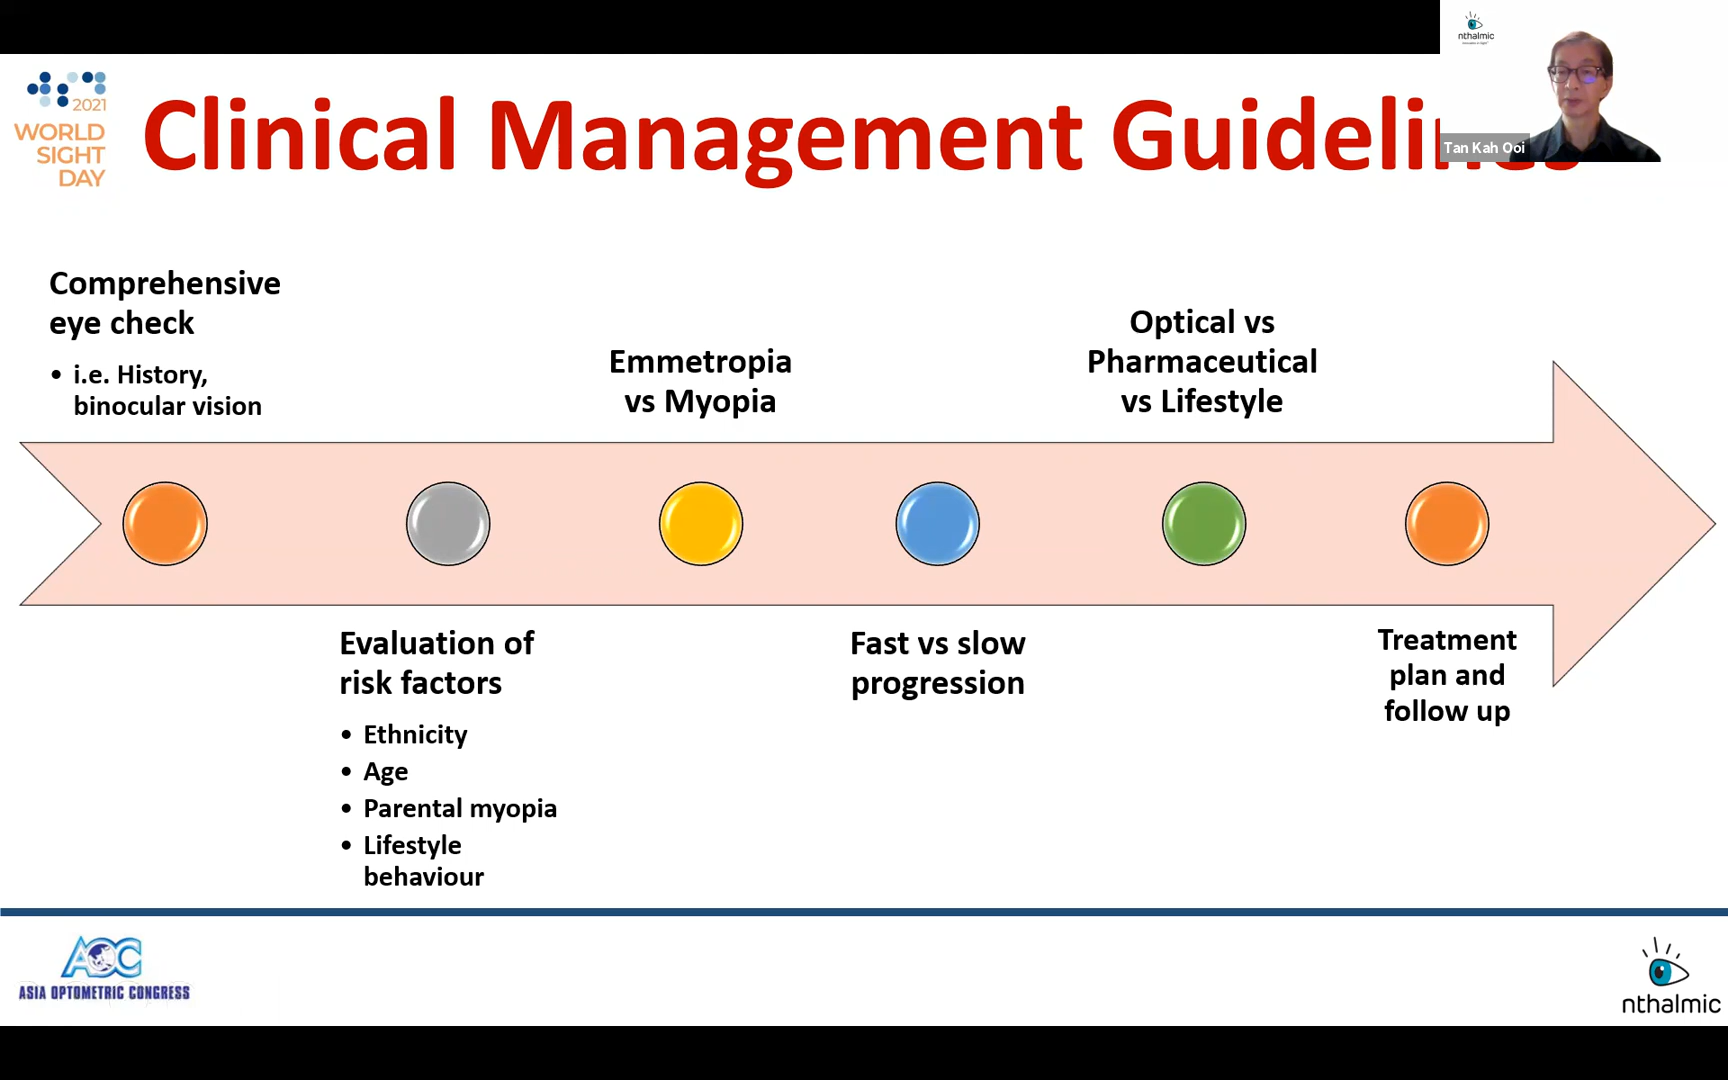 nthalmic
2021
WORLD
SIGHT
DAY
Clinical Management Guidelines
Tan Kah Ooi
Comprehensive
eye check
• i.e. History,
binocular vision
Emmetropia
vs Myopia
Optical vs
Pharmaceutical
vs Lifestyle
Evaluation of
risk factors
• Ethnicity
• Age
• Parental myopia
• Lifestyle
behaviour
Fast vs slow
progression
Treatment
plan and
follow up
AOC
ASIA OPTOMETRIC CONGRESS
nthalmic